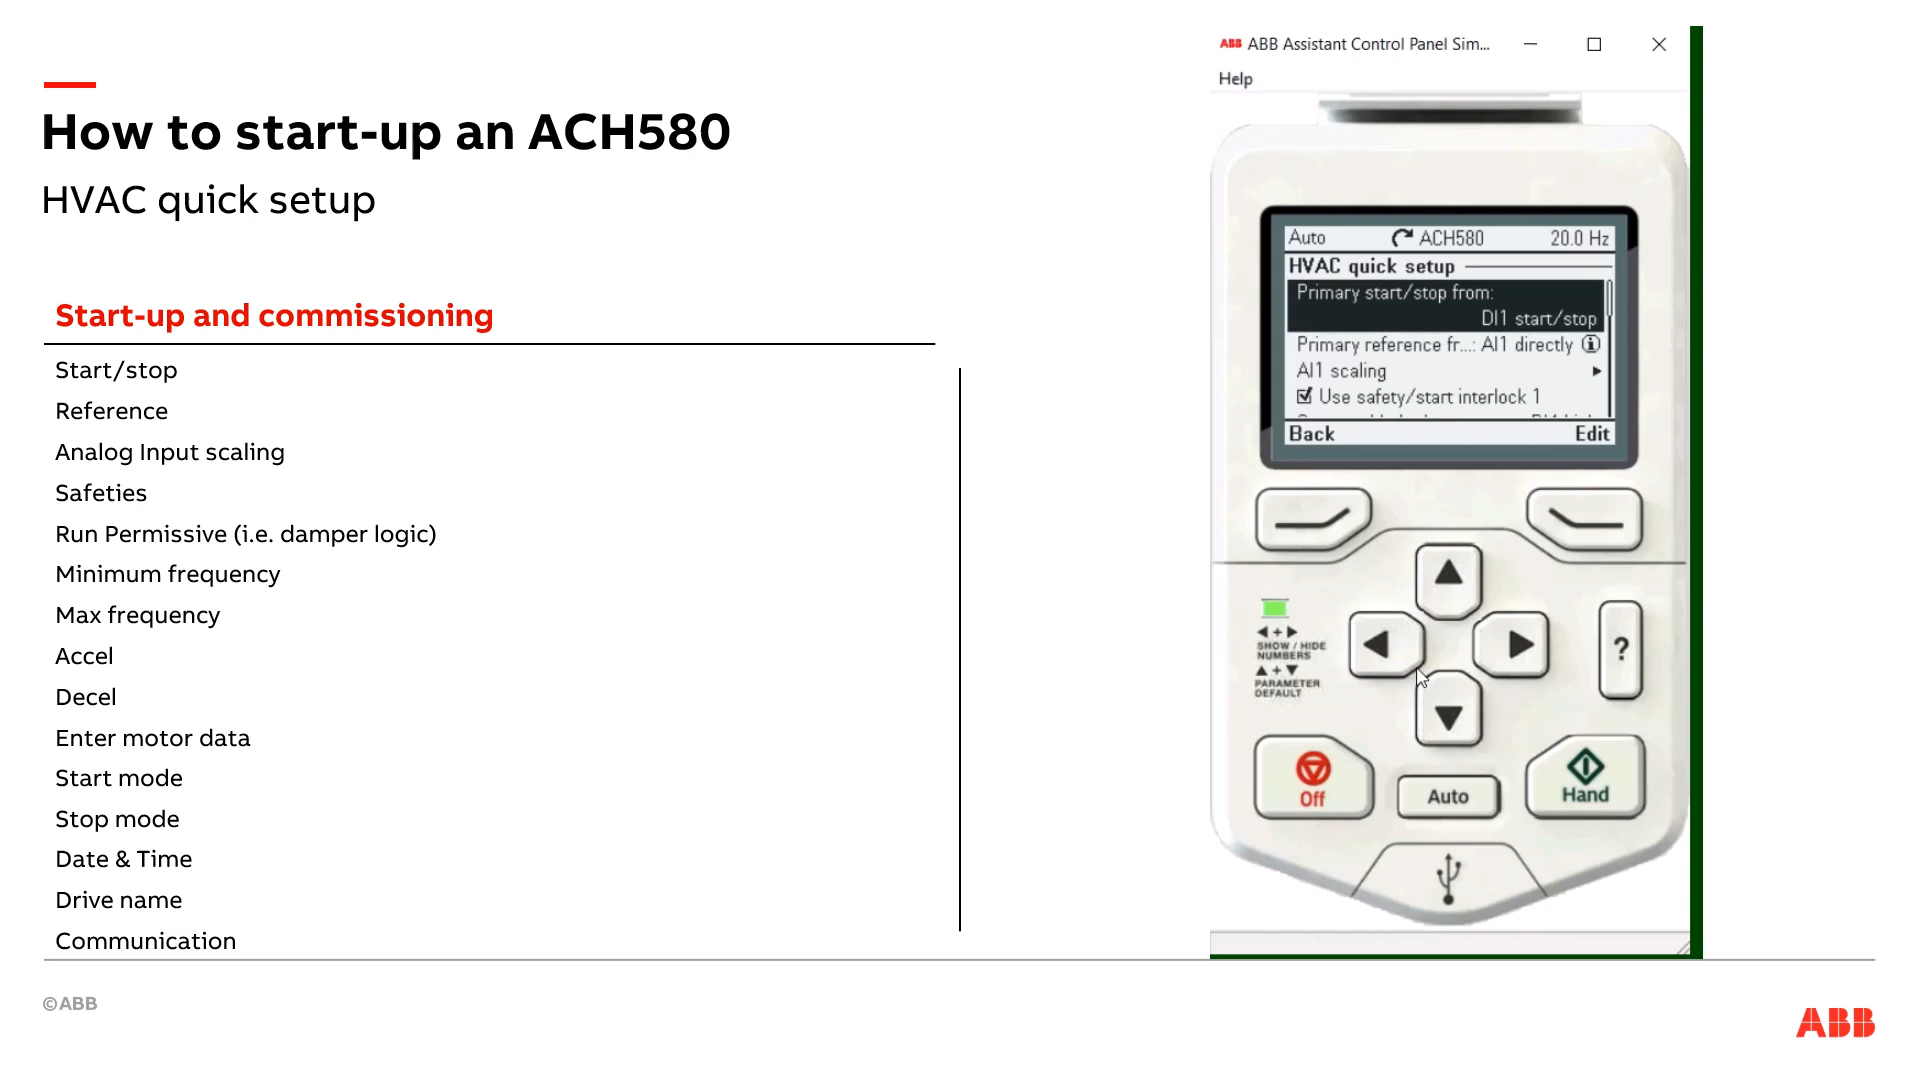 How to start-up an ACH580
HVAC quick setup
Start-up and commissioning
Start/stop
Reference
Analog Input scaling
Safeties
Run Permissive (i.e. damper logic)
Minimum frequency
Max frequency
Accel
Decel
Enter motor data
Start mode
Stop mode
Date & Time
Drive name
Communication
©ABB
ABB ABB Assistant Control Panel Sim...
Help
Auto ACH580 20.0 Hz
HVAC quick setup
Primary start/stop from:
DI1 start/stop
Primary reference fr...: AI1 directly
AI1 scaling
Use safety/start interlock 1
Back Edit
SHOW / HIDE
NUMBERS
PARAMETER
DEFAULT
?
Off Auto Hand
ABB